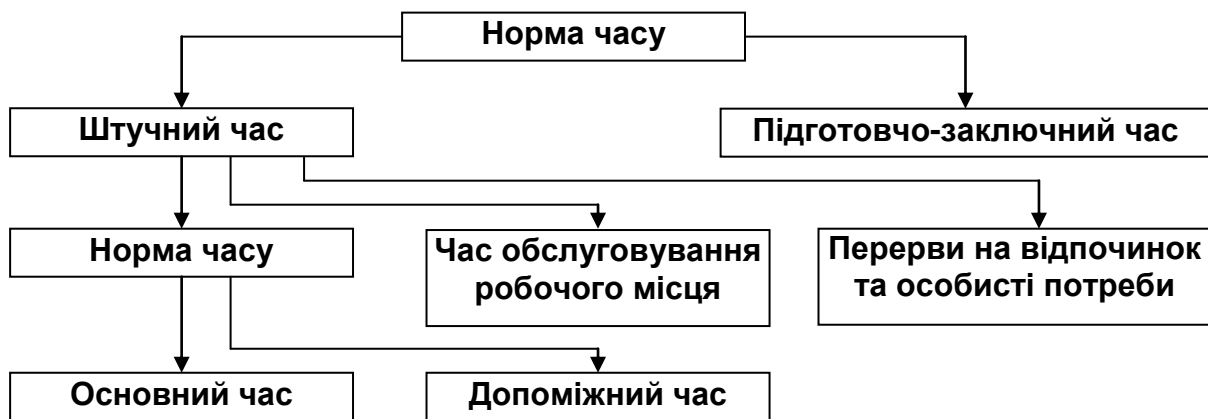 Норма часу
Штучний час
Підготовчо-заключний час
Норма часу
Час обслуговування
робочого місця
Перерви на відпочинок
та особисті потреби
Основний час
Допоміжний час